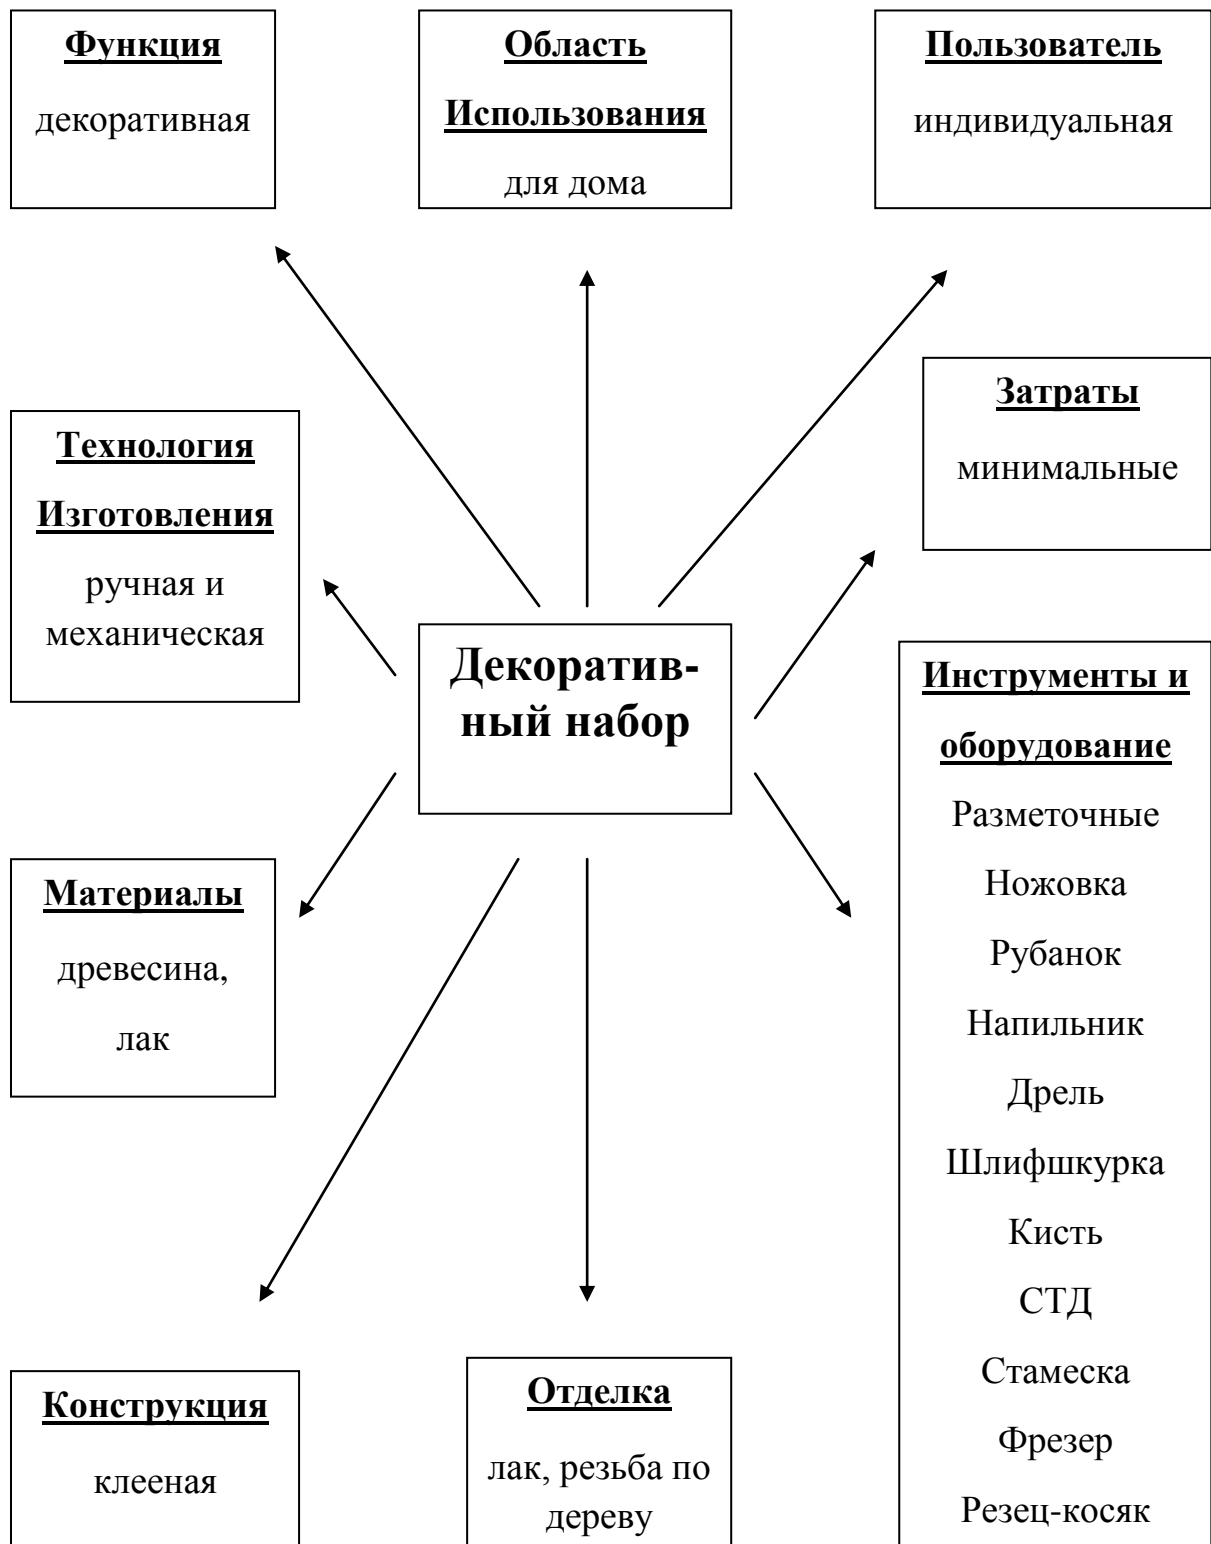 Функция
декоративная
Область
Использования
для дома
Пользователь
индивидуальная
Затраты
минимальные
Технология
Изготовления
ручная и
механическая
Декоратив-
ный набор
Инструменты и
оборудование
Разметочные
Ножовка
Рубанок
Напильник
Дрель
Шлифшкурка
Кисть
СТД
Стамеска
Фрезер
Резец-косяк
Материалы
древесина,
лак
Конструкция
клееная
Отделка
лак, резьба по
дереву